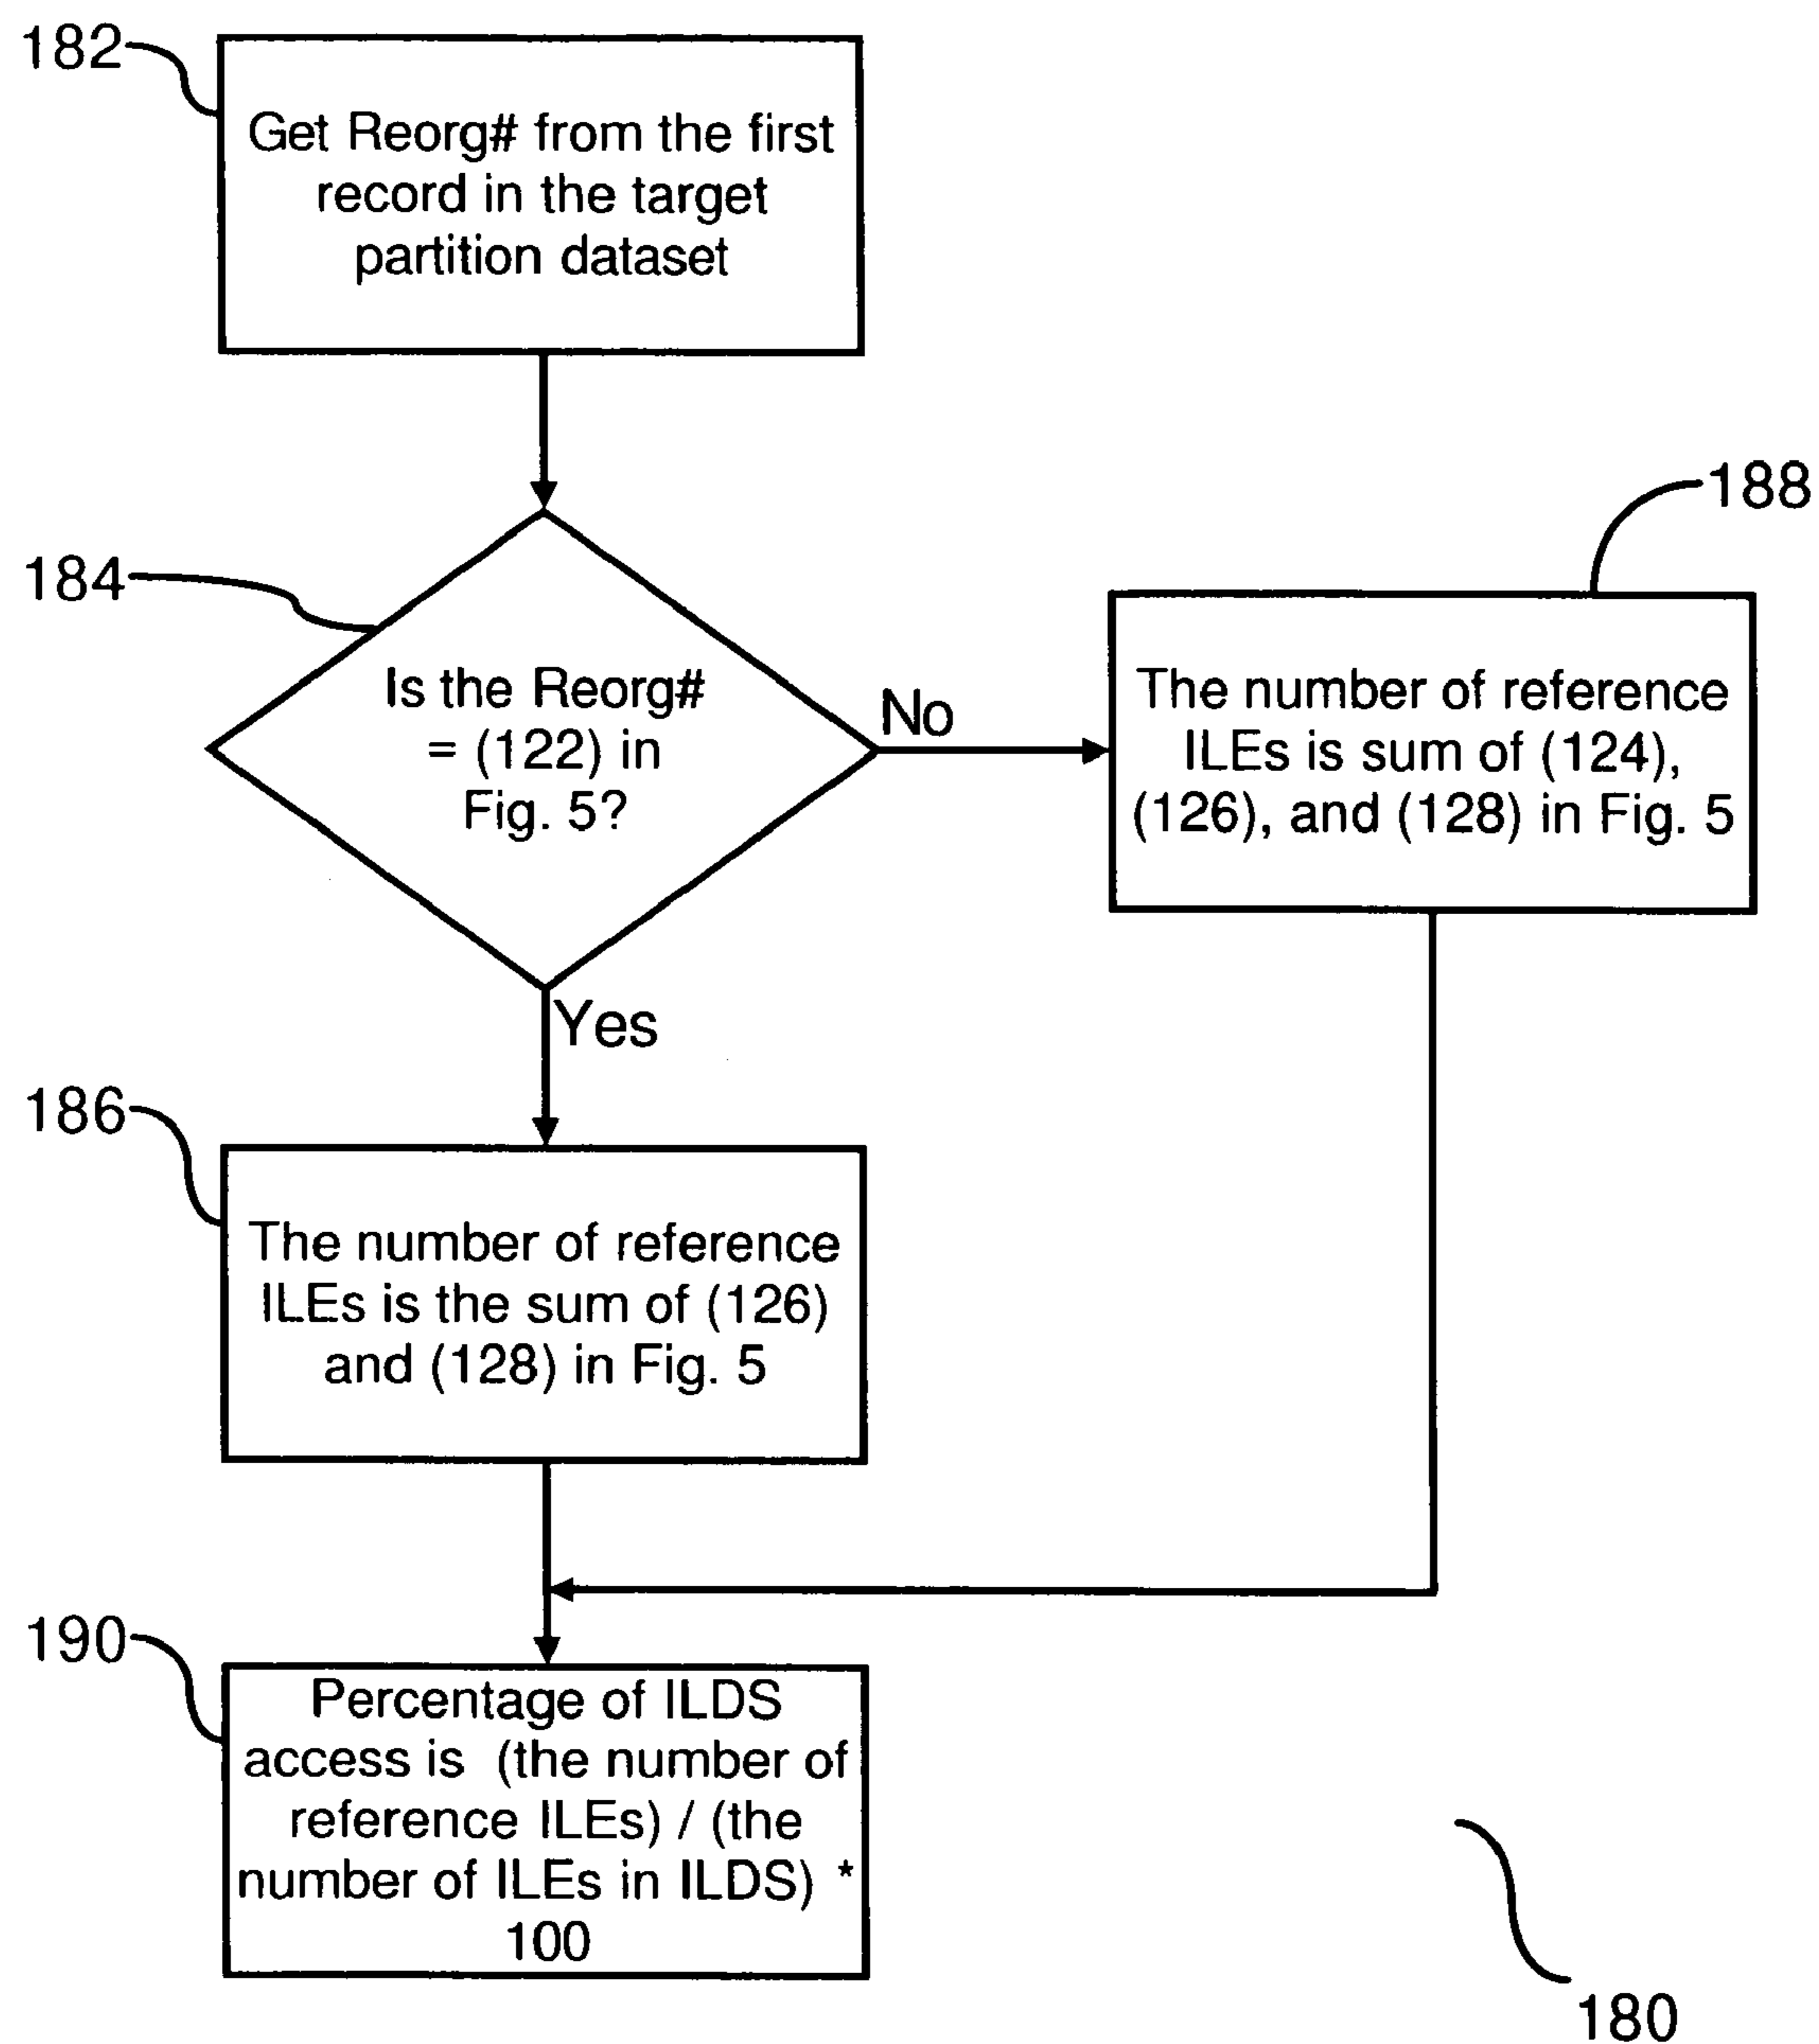 182
Get Reorg# from the first
record in the target
partition dataset
184
Is the Reorg#
= (122) in
Fig. 5?
No
188
The number of reference
ILEs is sum of (124),
(126), and (128) in Fig. 5
Yes
186
The number of reference
ILEs is the sum of (126)
and (128) in Fig. 5
190
Percentage of ILDS
access is (the number of
reference ILEs) / (the
number of ILEs in ILDS) *
100
180